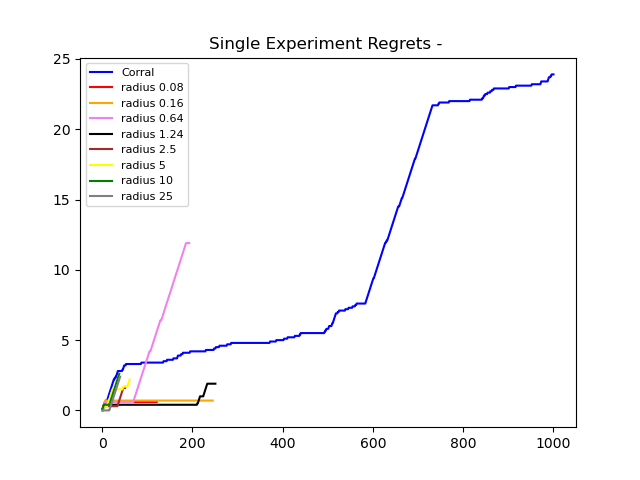 Single Experiment Regrets -
25
20
15
10
5
0
Corral
radius 0.08
radius 0.16
radius 0.64
radius 1.24
radius 2.5
radius 5
radius 10
radius 25
0 200 400 600 800 1000